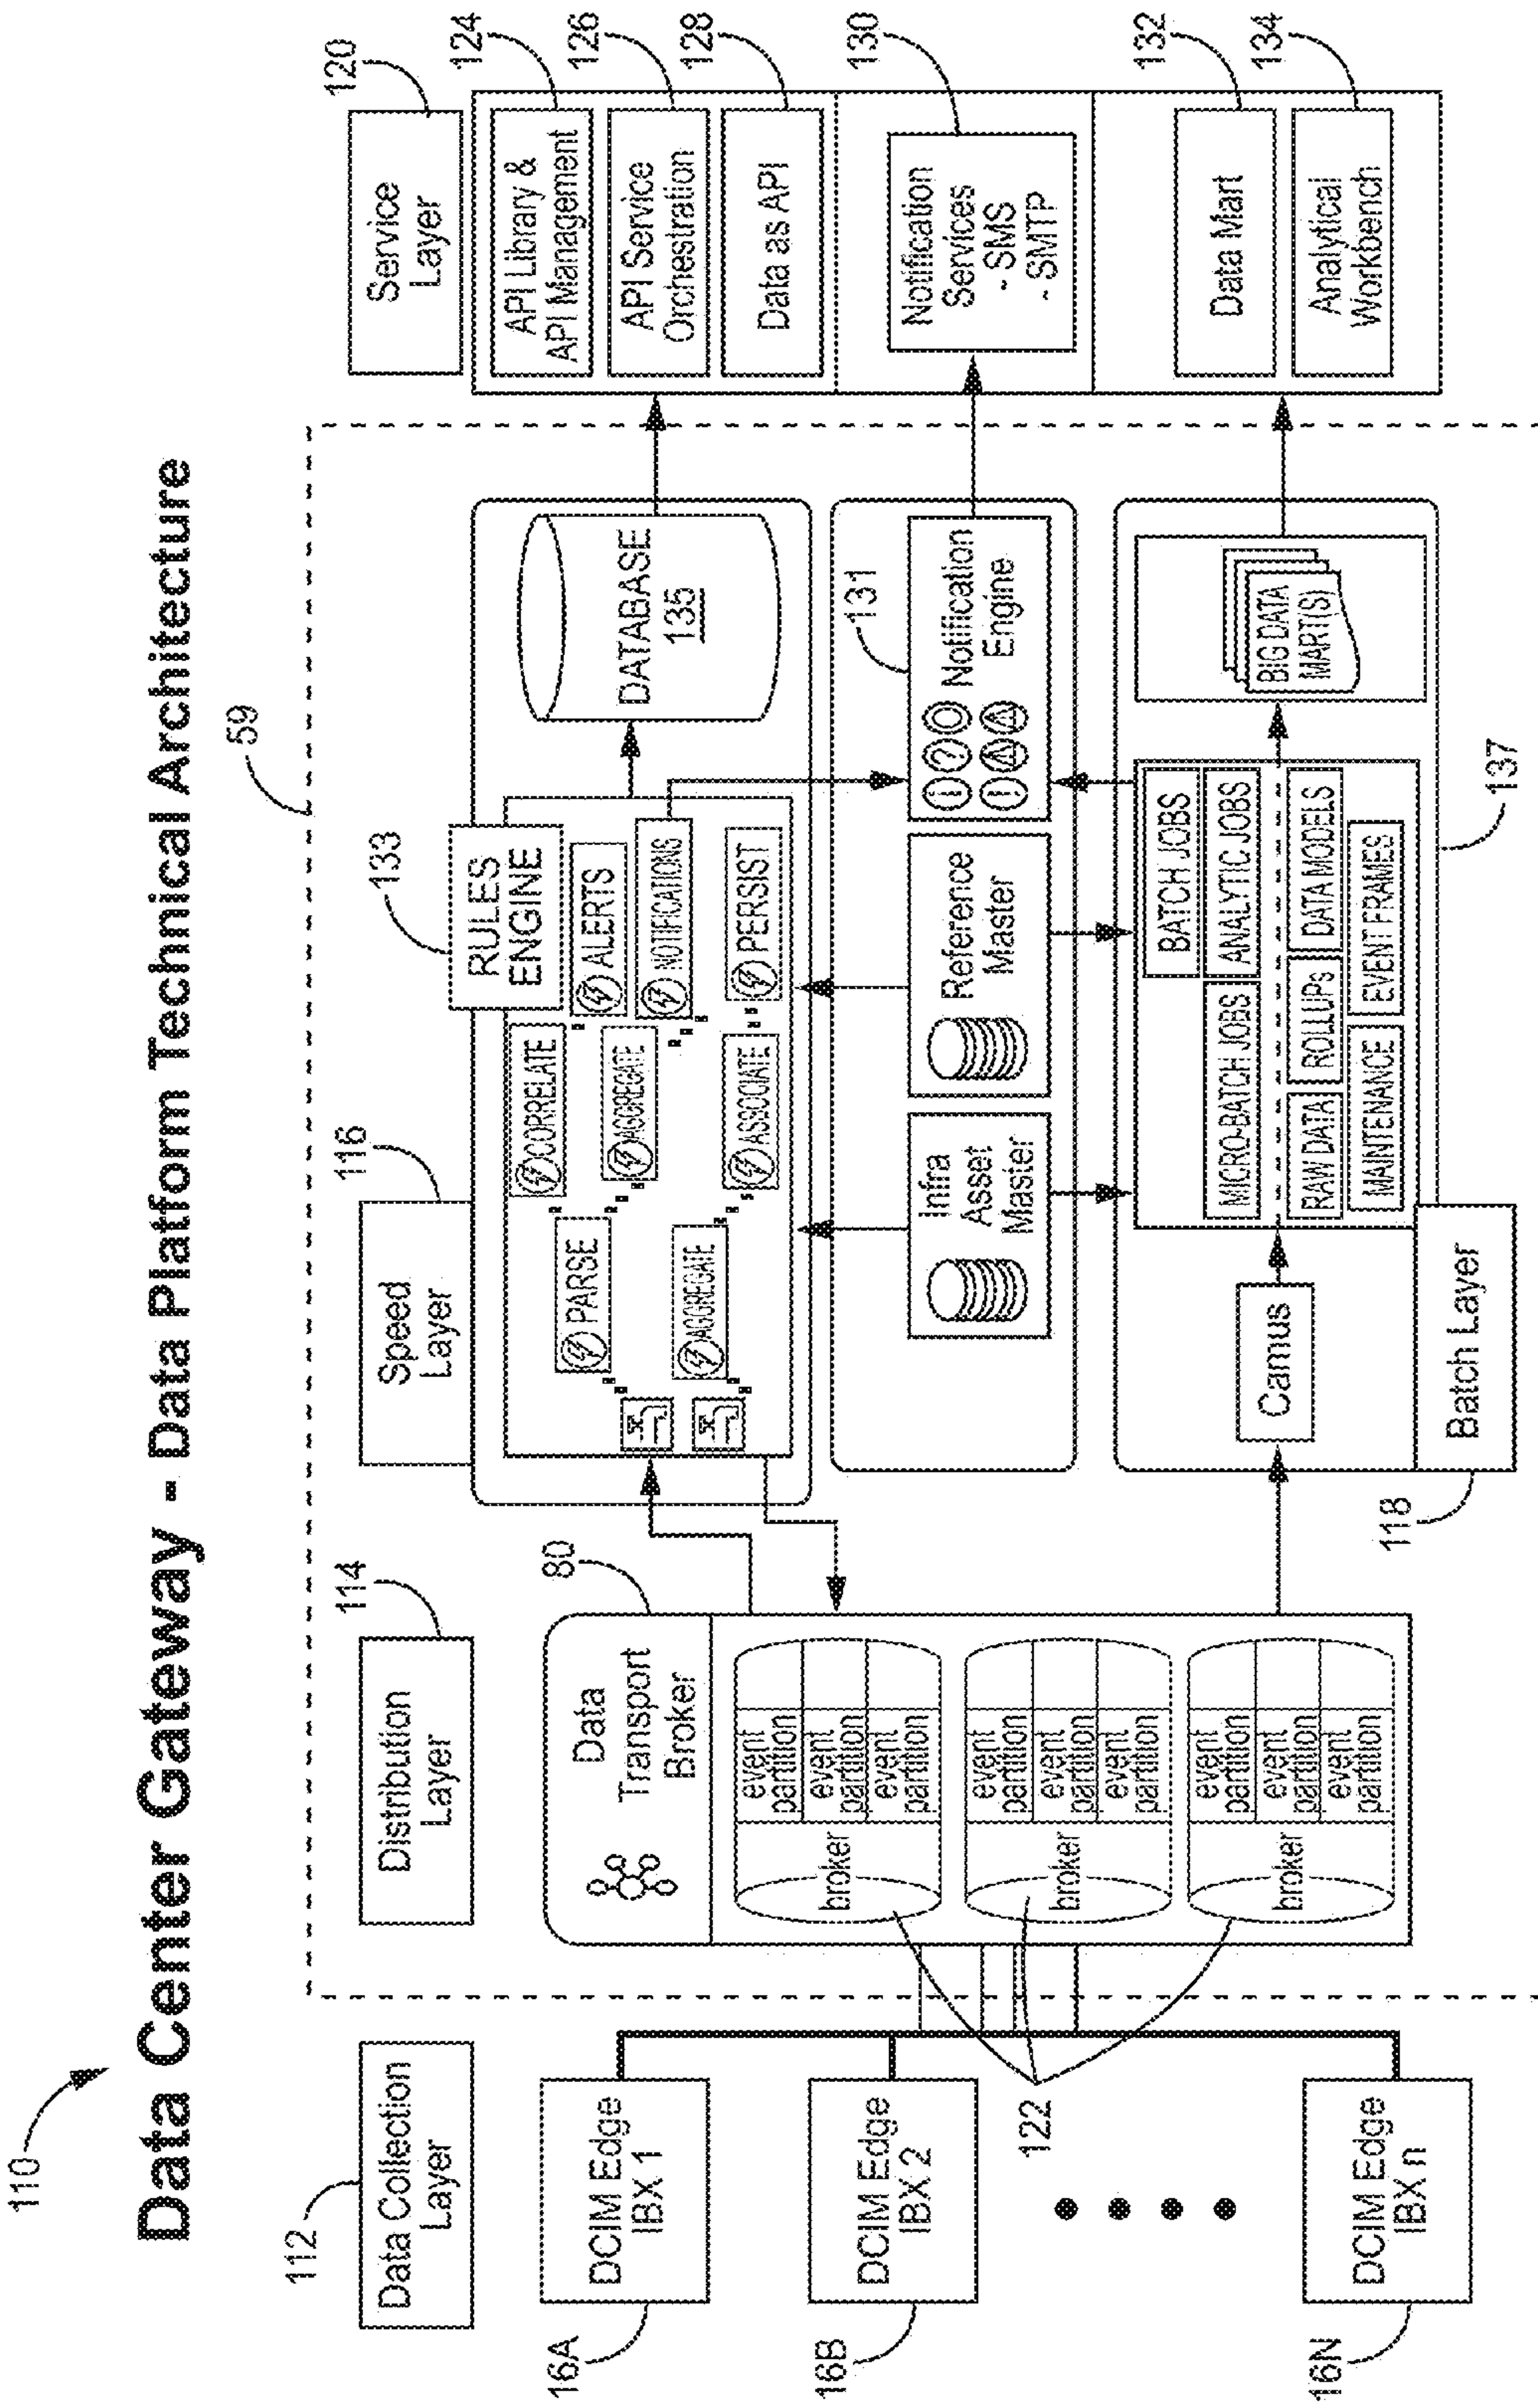 110
Data Center Gateway - Data Platform Technical Architecture
59
112
Data Collection
Layer
114
Distribution
Layer
116
Speed
Layer
120
Service
Layer
16A
DCIM Edge
IBX 1
16B
DCIM Edge
IBX 2
16N
DCIM Edge
IBX n
122
80
Data
Transport
Broker
broker
event
partition
event
partition
event
partition
broker
event
partition
event
partition
event
partition
broker
event
partition
event
partition
event
partition
133
RULES
ENGINE
PARSE
AGGREGATE
CORRELATE
AGGREGATE
ASSOCIATE
ALERTS
NOTIFICATIONS
PERSIST
DATABASE
135
Infra
Asset
Master
Reference
Master
131
Notification
Engine
118
Batch Layer
Camus
MICRO-BATCH JOBS
BATCH JOBS
ANALYTIC JOBS
RAW DATA
ROLLUPs
DATA MODELS
MAINTENANCE
EVENT FRAMES
137
BIG DATA
MART(S)
API Library &
API Management
124
API Service
Orchestration
126
Data as API
128
Notification
Services
- SMS
- SMTP
130
Data Mart
132
Analytical
Workbench
134